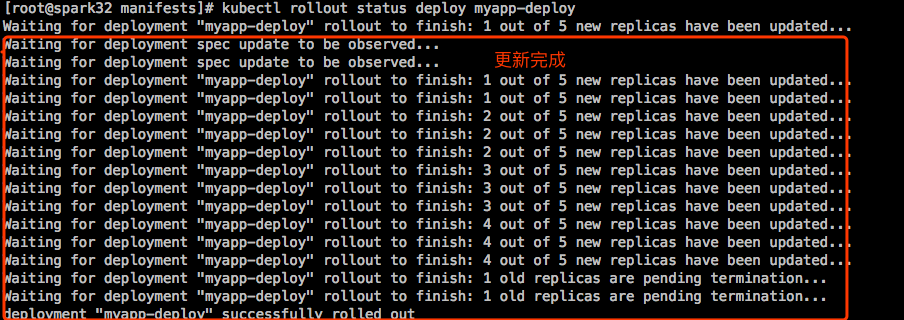 [root@spark32 manifests]# kubectl rollout status deploy myapp-deploy
Waiting for deployment "myapp-deploy" rollout to finish: 1 out of 5 new replicas have been updated...
Waiting for deployment spec update to be observed...
Waiting for deployment spec update to be observed...
更新完成
Waiting for deployment "myapp-deploy" rollout to finish: 1 out of 5 new replicas have been updated...
Waiting for deployment "myapp-deploy" rollout to finish: 1 out of 5 new replicas have been updated...
Waiting for deployment "myapp-deploy" rollout to finish: 2 out of 5 new replicas have been updated...
Waiting for deployment "myapp-deploy" rollout to finish: 2 out of 5 new replicas have been updated...
Waiting for deployment "myapp-deploy" rollout to finish: 2 out of 5 new replicas have been updated...
Waiting for deployment "myapp-deploy" rollout to finish: 3 out of 5 new replicas have been updated...
Waiting for deployment "myapp-deploy" rollout to finish: 3 out of 5 new replicas have been updated...
Waiting for deployment "myapp-deploy" rollout to finish: 3 out of 5 new replicas have been updated...
Waiting for deployment "myapp-deploy" rollout to finish: 4 out of 5 new replicas have been updated...
Waiting for deployment "myapp-deploy" rollout to finish: 4 out of 5 new replicas have been updated...
Waiting for deployment "myapp-deploy" rollout to finish: 4 out of 5 new replicas have been updated...
Waiting for deployment "myapp-deploy" rollout to finish: 1 old replicas are pending termination...
Waiting for deployment "myapp-deploy" rollout to finish: 1 old replicas are pending termination...
deployment "myapp-deploy" successfully rolled out